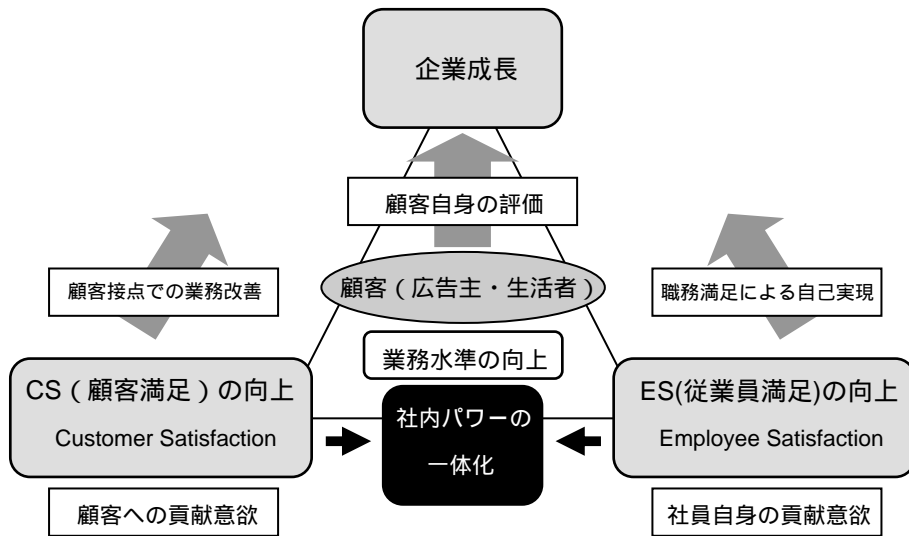 企業成長
顧客自身の評価
顧客接点での業務改善
顧客（広告主・生活者）
職務満足による自己実現
業務水準の向上
CS（顧客満足）の向上
Customer Satisfaction
社内パワーの
一体化
ES(従業員満足)の向上
Employee Satisfaction
顧客への貢献意欲
社員自身の貢献意欲